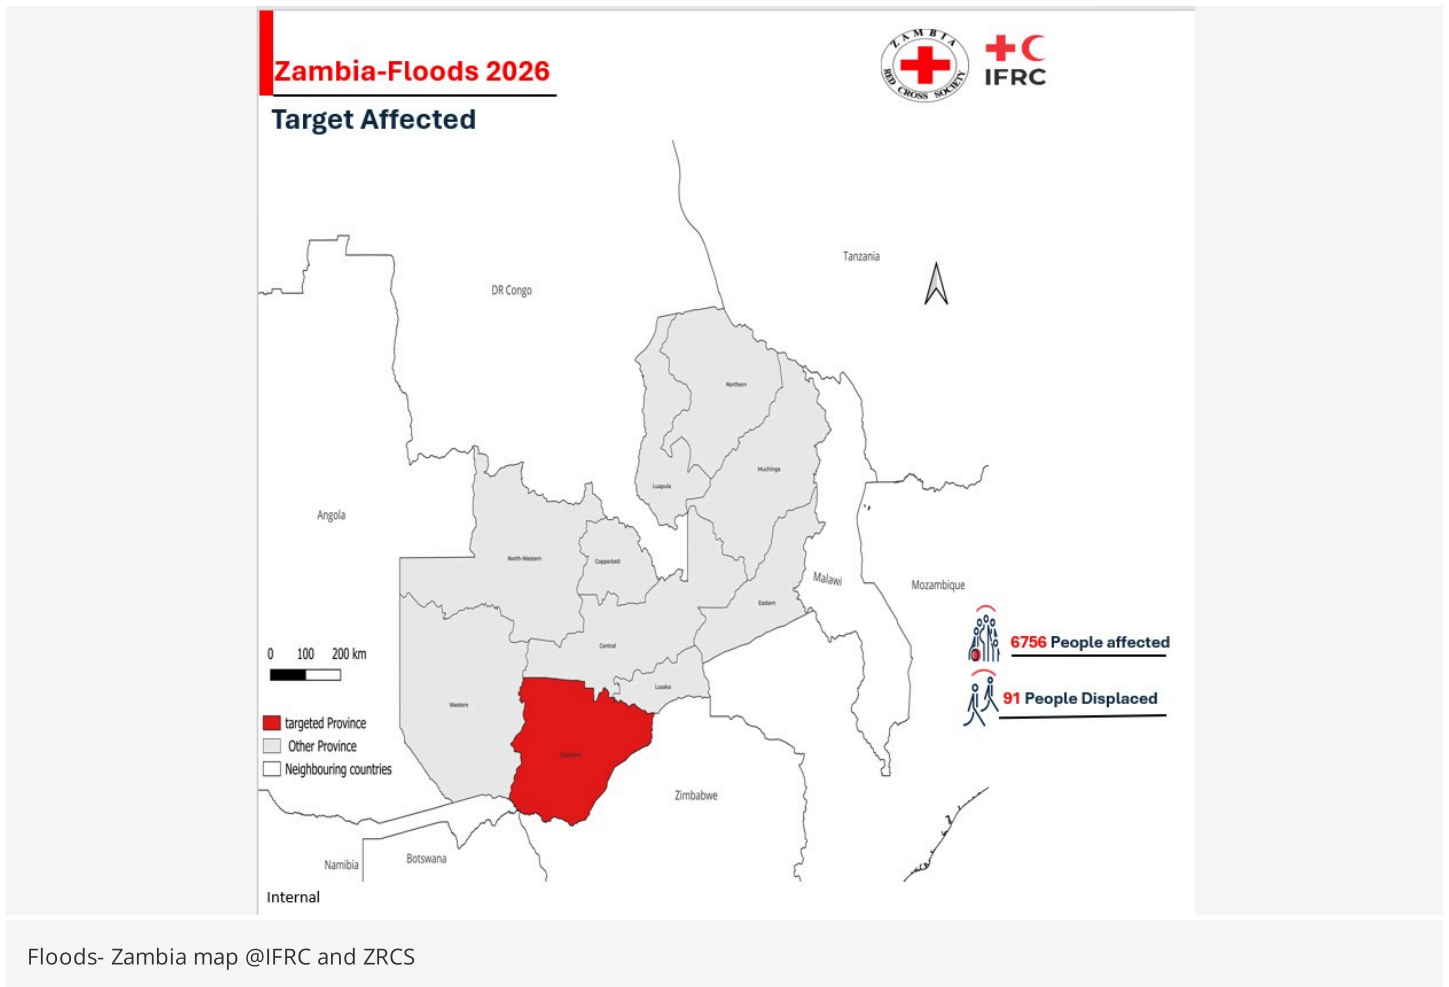 Zambia-Floods 2026
Target Affected
ZAMBIA
RED CROSS SOCIETY
IFRC
Tanzania
DR Congo
Northern
Muchinga
Luapula
Angola
North-Western
Copperbelt
Malawi
Mozambique
Eastern
6756 People affected
Central
0 100 200 km
Lusaka
91 People Displaced
Western
targeted Province
Other Province
Southern
Neighbouring countries
Zimbabwe
Namibia
Botswana
Internal
Floods- Zambia map @IFRC and ZRCS